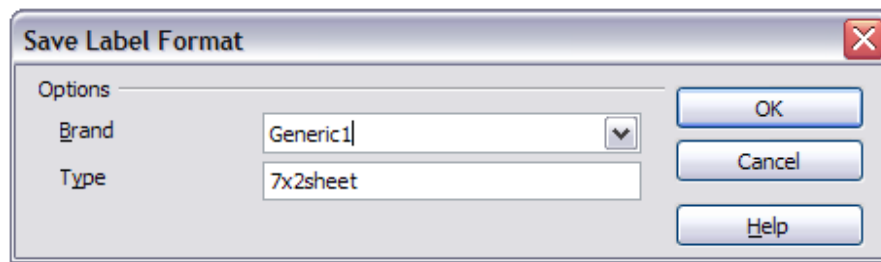 Save Label Format
Options
Brand
Generic1
OK
Type
7x2sheet
Cancel
Help